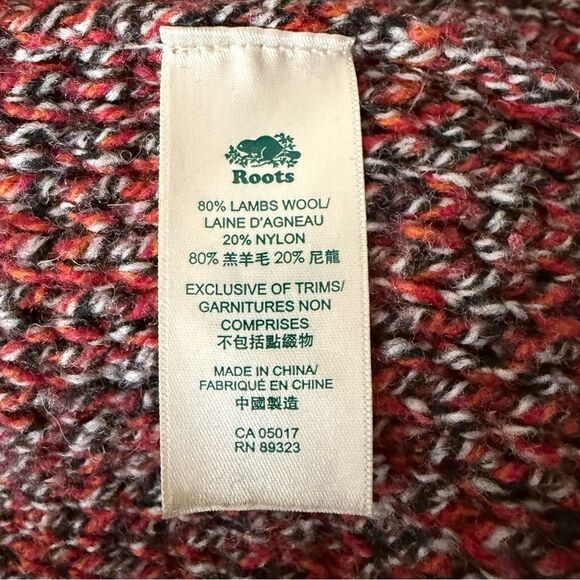 Roots
80% LAMBS WOOL/
LAINE D'AGNEAU
20% NYLON
80% 羔羊毛 20% 尼龍
EXCLUSIVE OF TRIMS/
GARNITURES NON
COMPRISES
不包括點綴物
MADE IN CHINA/
FABRIQUÉ EN CHINE
中國製造
CA 05017
RN 89323